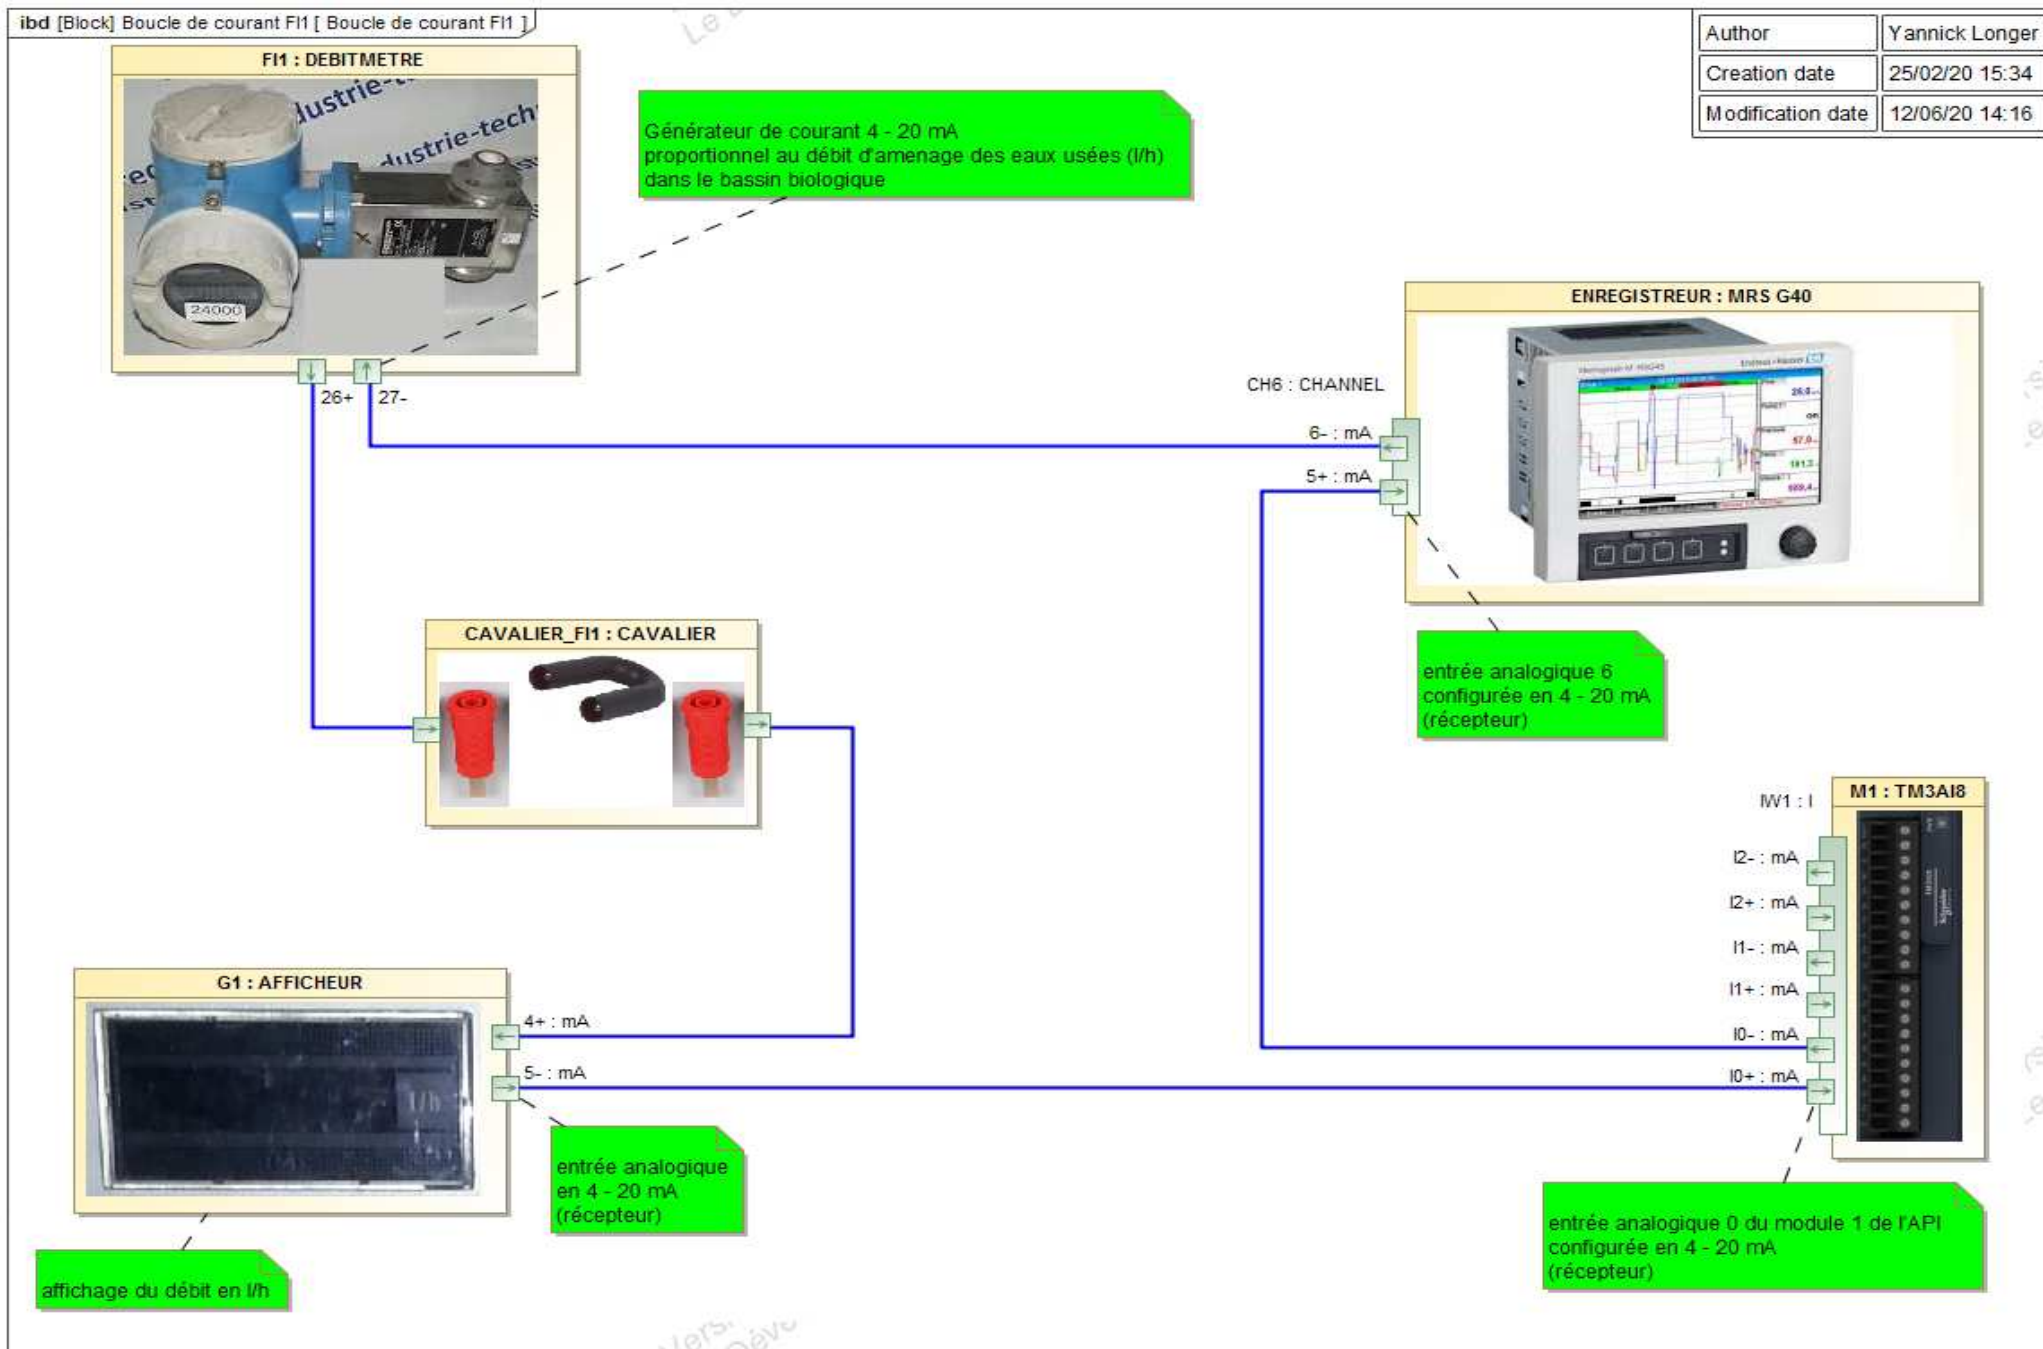 ibd [Block] Boucle de courant FI1 [ Boucle de courant FI1 ]
Author
Yannick Longer
Creation date
25/02/20 15:34
Modification date
12/06/20 14:16
FI1 : DEBITMETRE
24000
26+
27-
Générateur de courant 4 - 20 mA
proportionnel au débit d'amenage des eaux usées (l/h)
dans le bassin biologique
ENREGISTREUR : MRS G40
CH6 : CHANNEL
6- : mA
5+ : mA
entrée analogique 6
configurée en 4 - 20 mA
(récepteur)
CAVALIER_FI1 : CAVALIER
M1 : TM3AI8
IW1 : I
I2- : mA
I2+ : mA
I1- : mA
I1+ : mA
I0- : mA
I0+ : mA
G1 : AFFICHEUR
l/h
4+ : mA
5- : mA
entrée analogique
en 4 - 20 mA
(récepteur)
affichage du débit en l/h
entrée analogique 0 du module 1 de l'API
configurée en 4 - 20 mA
(récepteur)